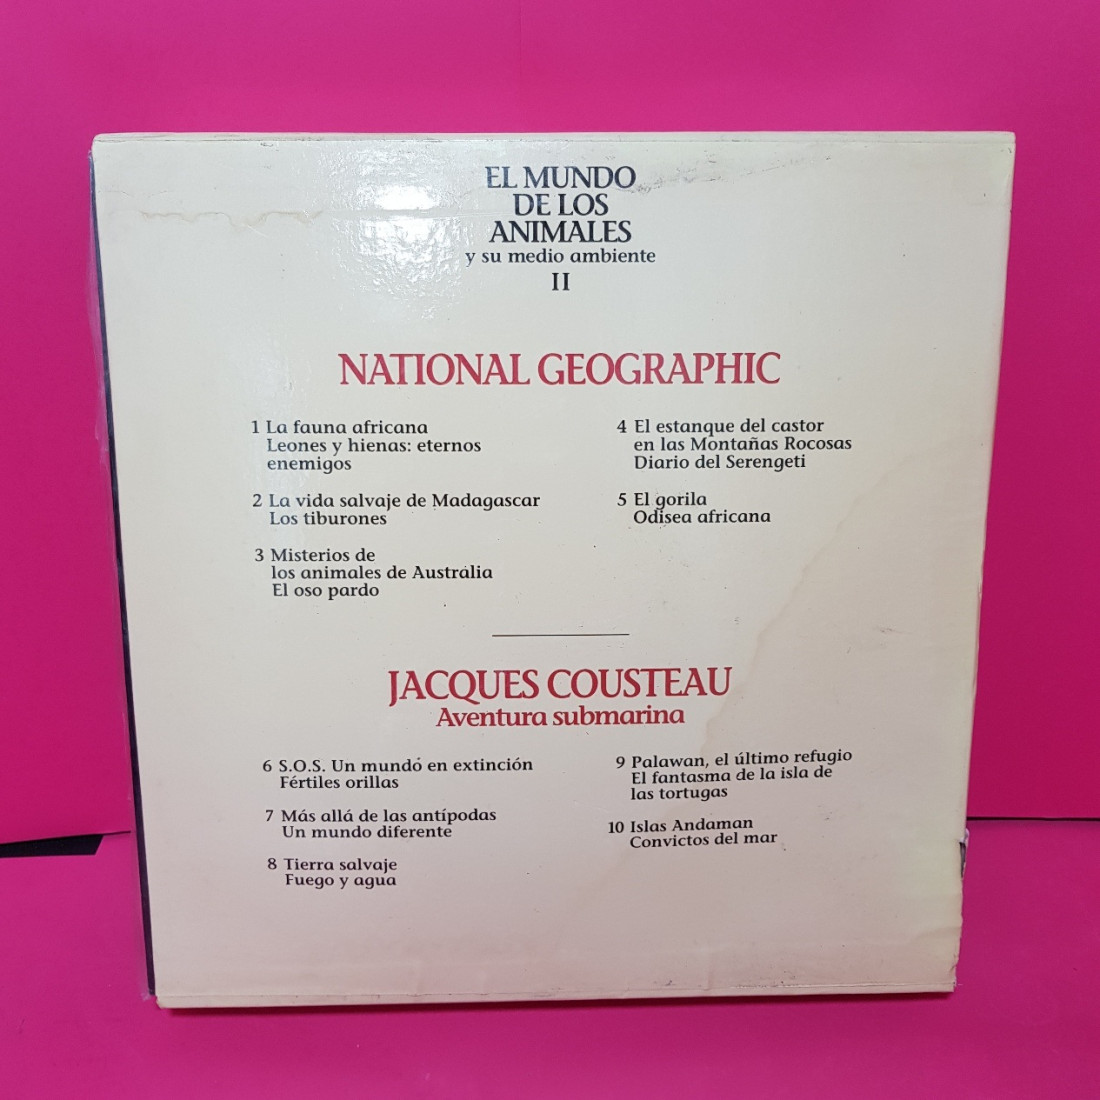 EL MUNDO
DE LOS
ANIMALES
y su medio ambiente
II
NATIONAL GEOGRAPHIC
1 La fauna africana
Leones y hienas: eternos
enemigos
2 La vida salvaje de Madagascar
Los tiburones
3 Misterios de
los animales de Australia
El oso pardo
4 El estanque del castor
en las Montañas Rocosas
Diario del Serengeti
5 El gorila
Odisea africana
JACQUES COUSTEAU
Aventura submarina
6 S.O.S. Un mundo en extinción
Fértiles orillas
7 Más allá de las antípodas
Un mundo diferente
8 Tierra salvaje
Fuego y agua
9 Palawan, el último refugio
El fantasma de la isla de
las tortugas
10 Islas Andaman
Convictos del mar